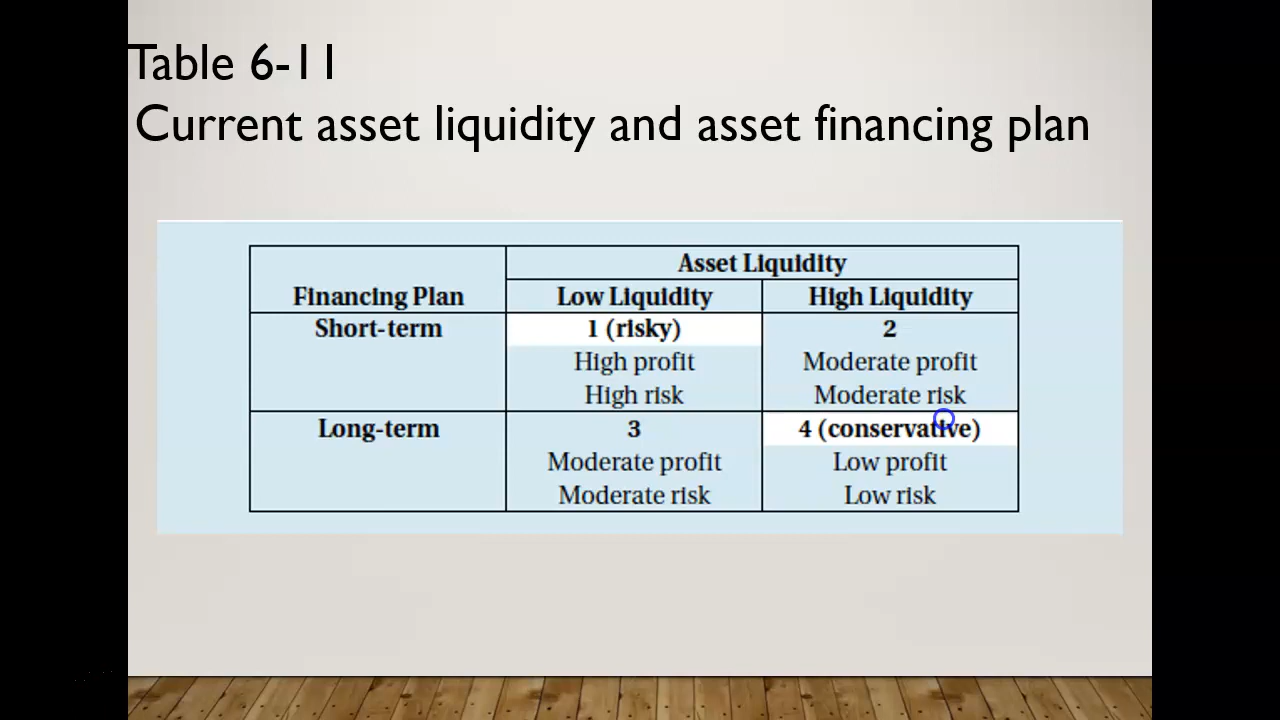 Table 6-11
Current asset liquidity and asset financing plan
Asset Liquidity
Financing Plan Low Liquidity High Liquidity
Short-term 1 (risky) 2
High profit Moderate profit
High risk Moderate risk
Long-term 3 4 (conservative)
Moderate profit Low profit
Moderate risk Low risk